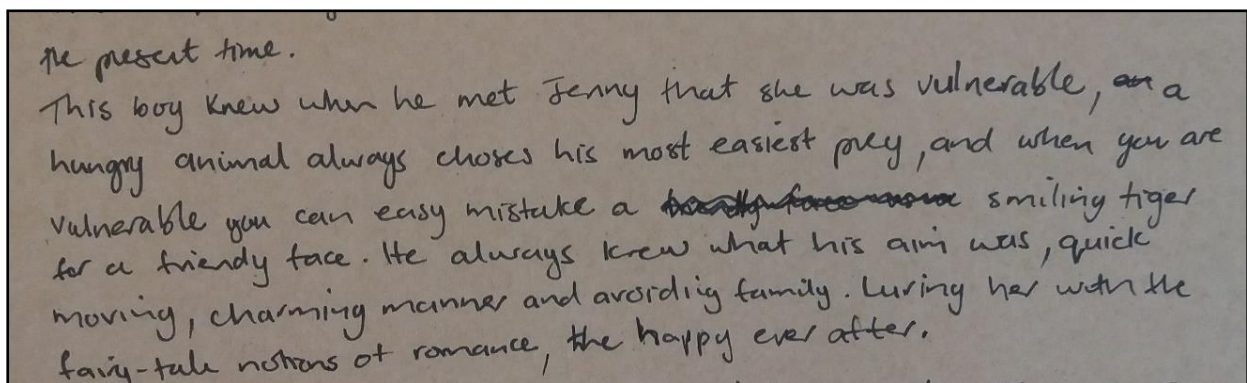 the present time.
This boy knew when he met Jenny that she was vulnerable, a
hungry animal always choses his most easiest prey, and when you are
vulnerable you can easy mistake a smiling tiger
for a friendly face. He always knew what his aim was, quick
moving, charming manner and avoiding family. Luring her with the
fairy-tale notions of romance, the happy ever after.